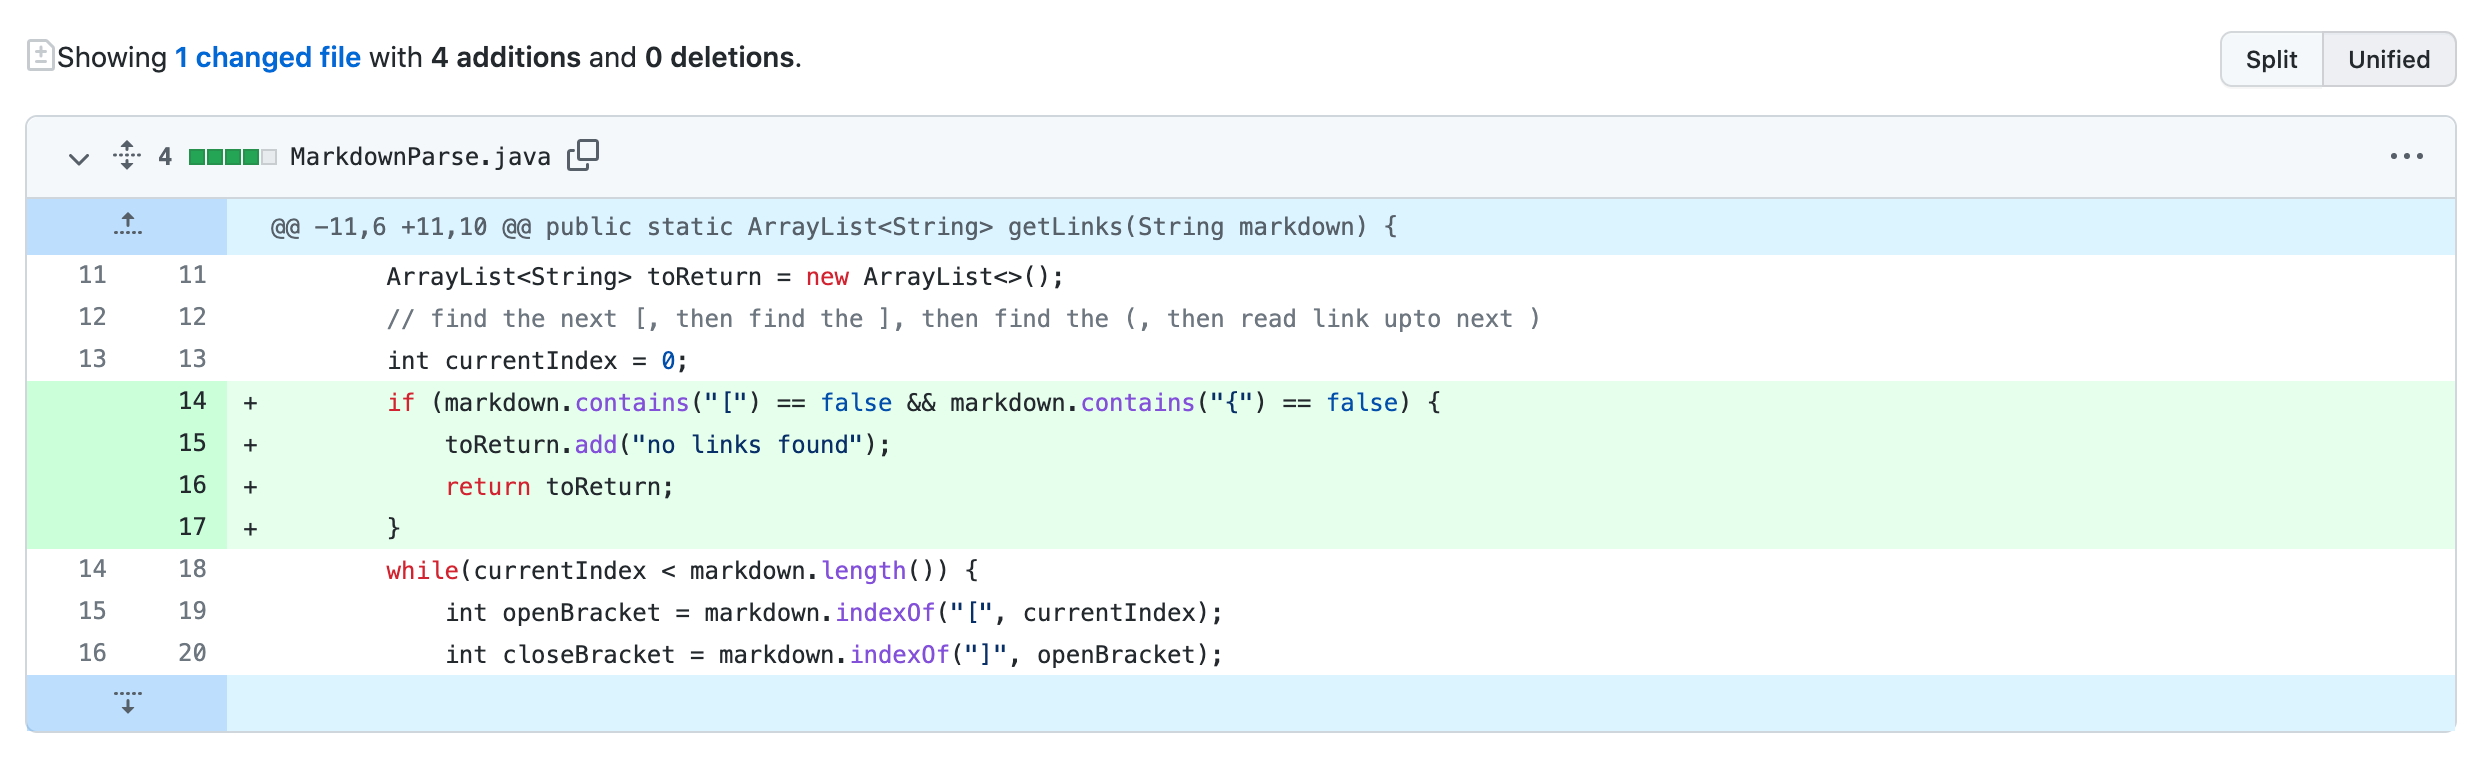 Showing 1 changed file with 4 additions and 0 deletions.
Split Unified
4 MarkdownParse.java
@@ -11,6 +11,10 @@ public static ArrayList<String> getLinks(String markdown) {
11 11 ArrayList<String> toReturn = new ArrayList<>();
12 12 // find the next [, then find the ], then find the (, then read link upto next )
13 13 int currentIndex = 0;
14 + if (markdown.contains("[") == false && markdown.contains("{") == false) {
15 + toReturn.add("no links found");
16 + return toReturn;
17 + }
14 18 while(currentIndex < markdown.length()) {
15 19 int openBracket = markdown.indexOf("[", currentIndex);
16 20 int closeBracket = markdown.indexOf("]", openBracket);